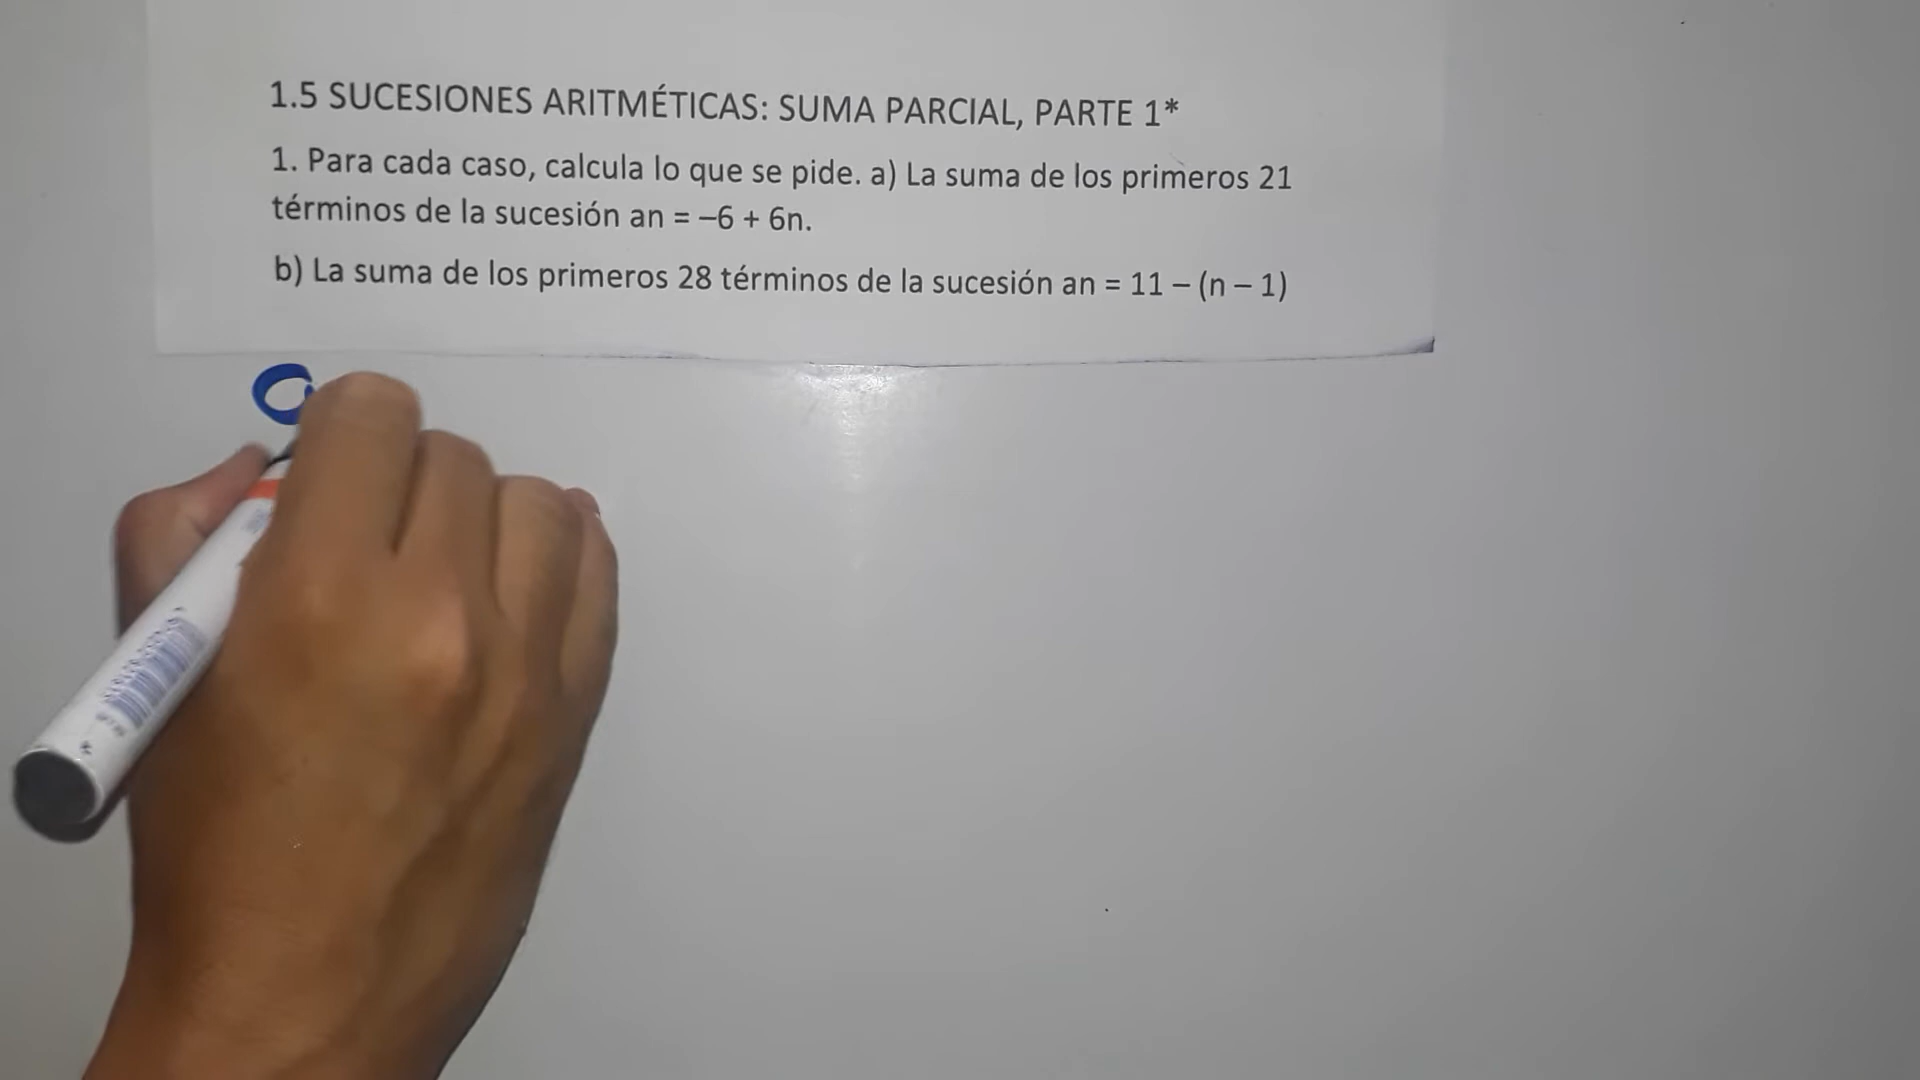 1.5 SUCESIONES ARITMÉTICAS: SUMA PARCIAL, PARTE 1*
1. Para cada caso, calcula lo que se pide. a) La suma de los primeros 21
términos de la sucesión an = –6 + 6n.
b) La suma de los primeros 28 términos de la sucesión an = 11 – (n – 1)